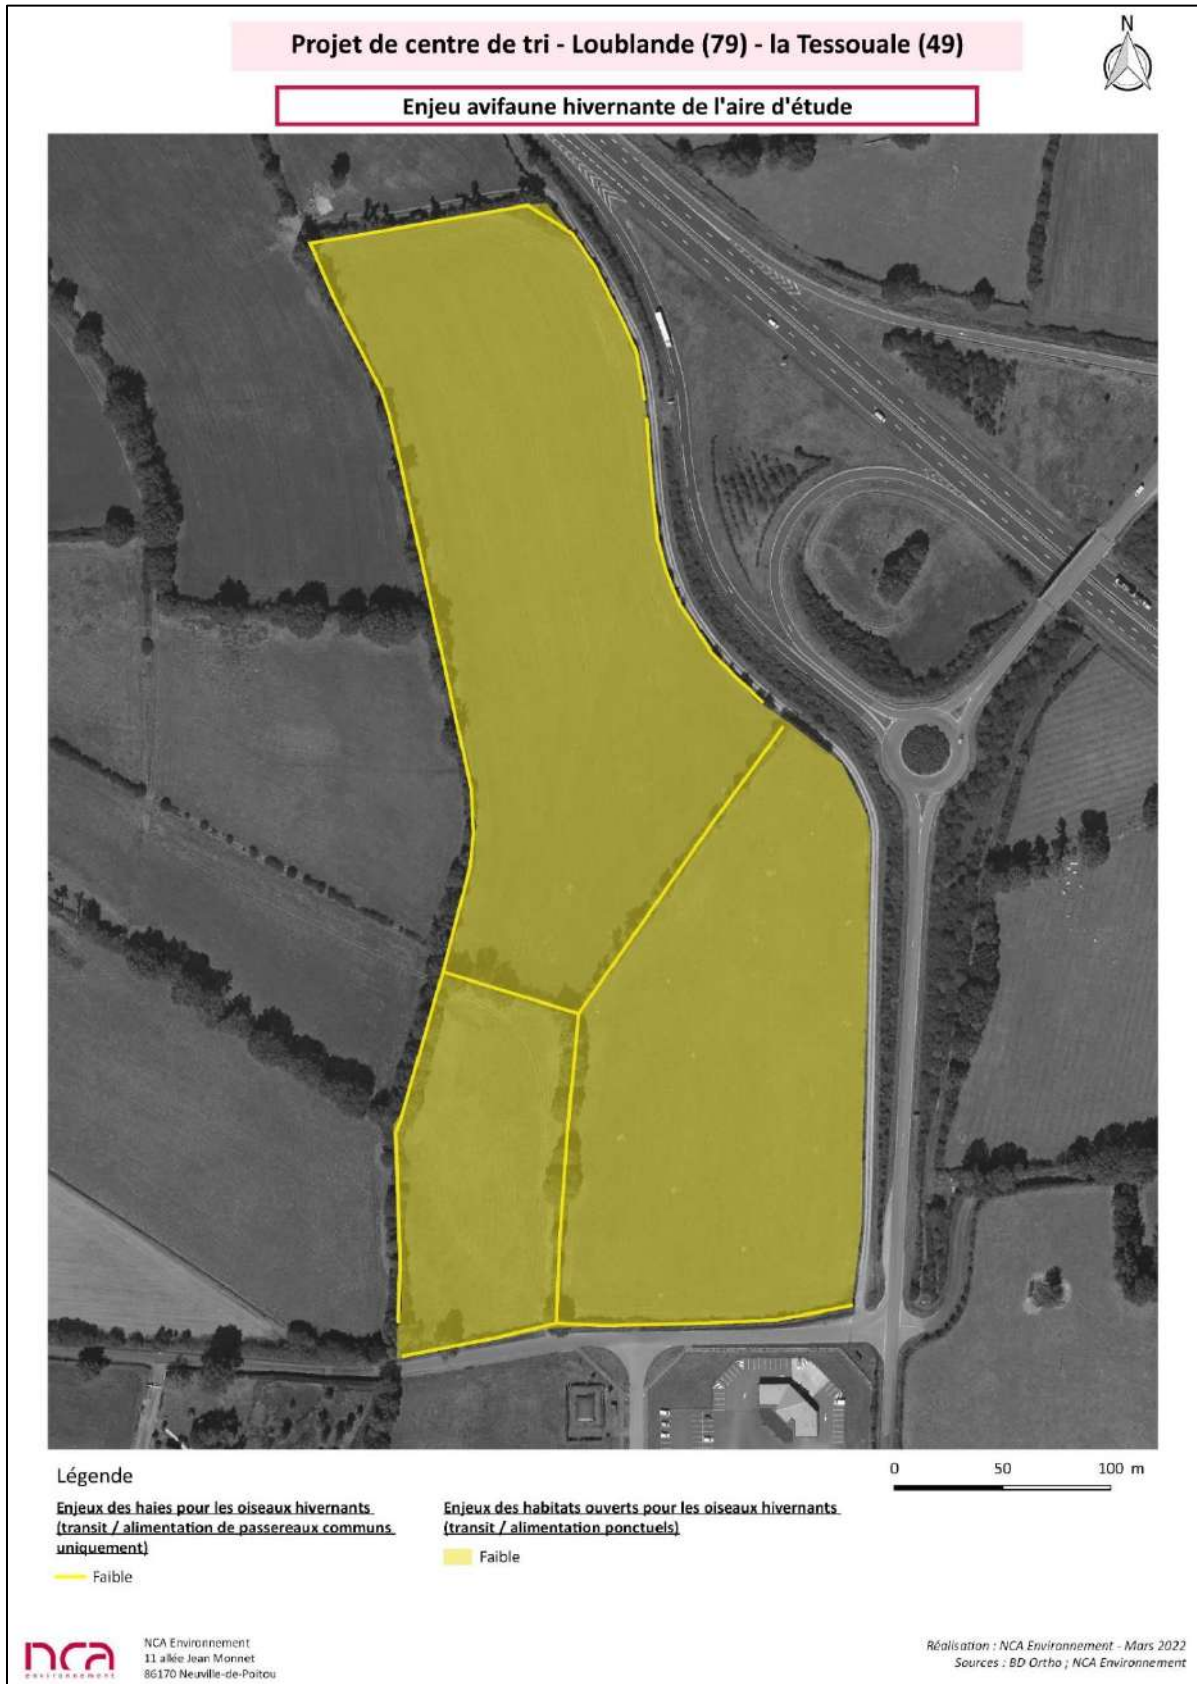 N
Projet de centre de tri - Loublande (79) - la Tessouale (49)
Enjeu avifaune hivernante de l'aire d'étude
Légende
0 50 100 m
Enjeux des haies pour les oiseaux hivernants
(transit / alimentation de passereaux communs
uniquement)
Faible
Enjeux des habitats ouverts pour les oiseaux hivernants
(transit / alimentation ponctuels)
Faible
nca
environnement
NCA Environnement
11 allée Jean Monnet
86170 Neuville-de-Poitou
Réalisation : NCA Environnement - Mars 2022
Sources : BD Ortho ; NCA Environnement